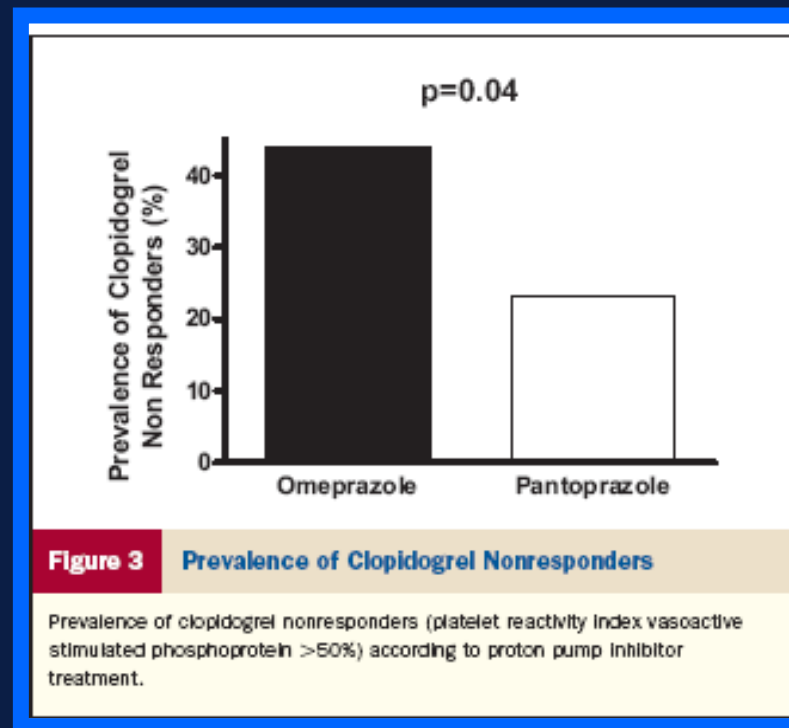 p=0.04
Prevalence of Clopidogrel
Non Responders (%)
40
30
20
10
0
Omeprazole
Pantoprazole
Figure 3
Prevalence of Clopidogrel Nonresponders
Prevalence of clopidogrel nonresponders (platelet reactivity index vasoactive
stimulated phosphoprotein >50%) according to proton pump inhibitor
treatment.